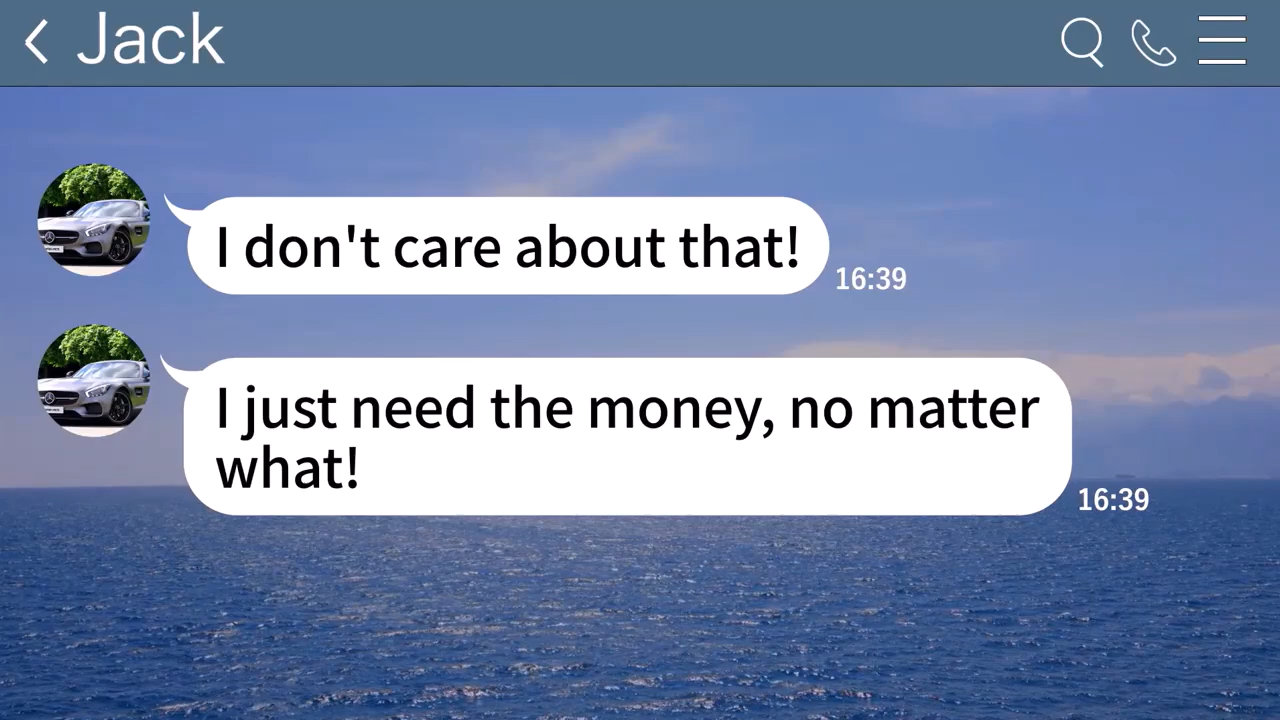 Jack
I don't care about that!
16:39
I just need the money, no matter
what!
16:39